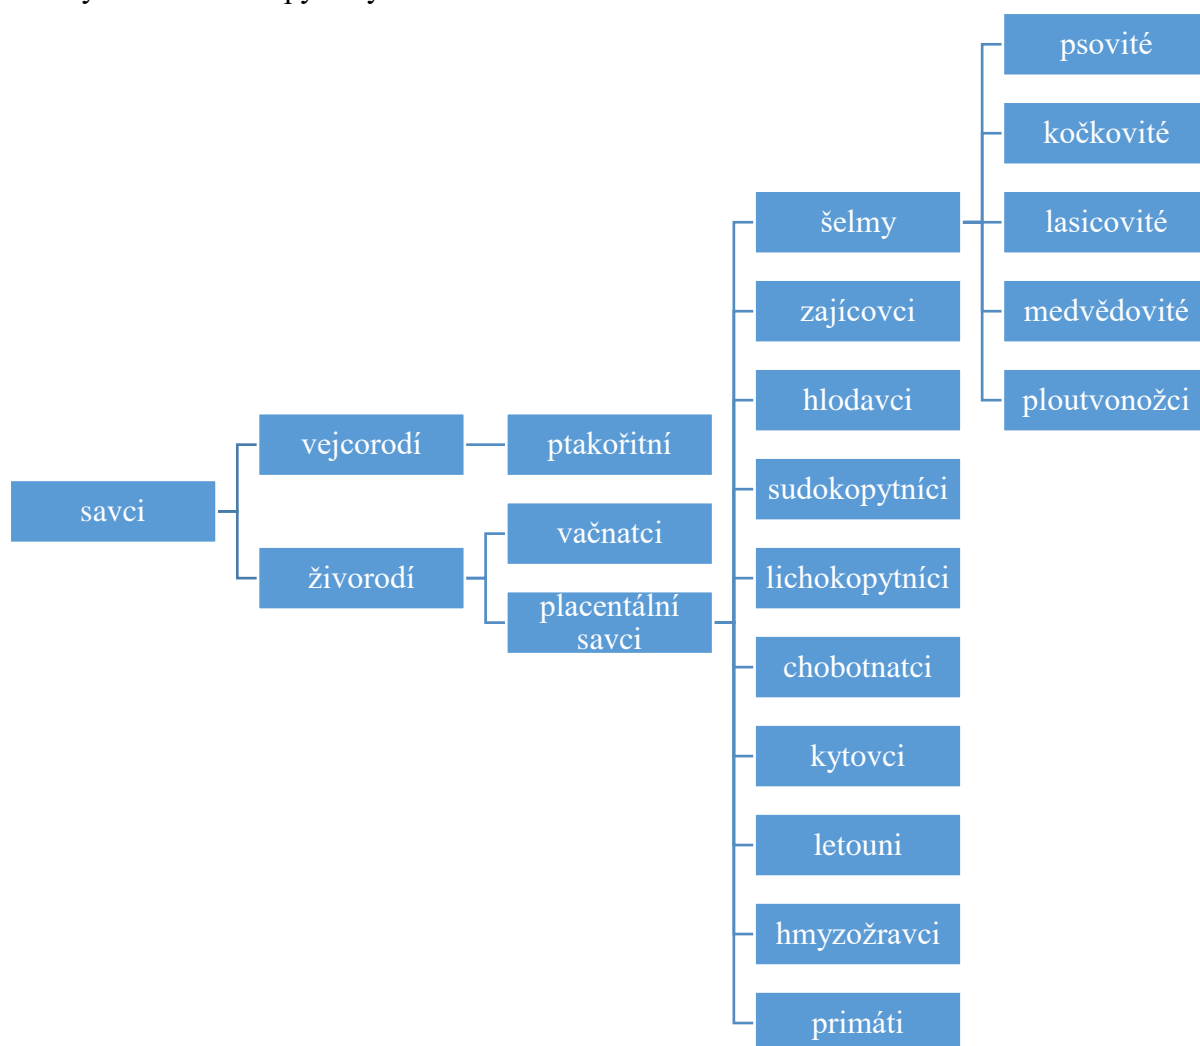 savci
vejcorodí
živorodí
ptakořitní
vačnatci
placentální
savci
šelmy
zajícovci
hlodavci
sudokopytníci
lichokopytníci
chobotnatci
kytovci
letouni
hmyzožravci
primáti
psovité
kočkovité
lasicovité
medvědovité
ploutvonožci